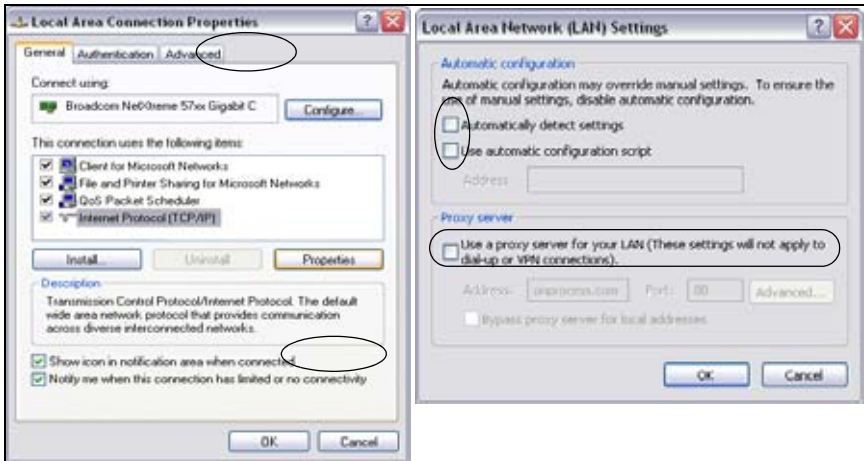 Local Area Connection Properties
General Authentication Advanced
Connect using:
Broadcom NetXtreme 57xx Gigabit C
Configure...
This connection uses the following items:
Client for Microsoft Networks
File and Printer Sharing for Microsoft Networks
QoS Packet Scheduler
Internet Protocol (TCP/IP)
Install... Uninstall Properties
Description
Transmission Control Protocol/Internet Protocol. The default
wide area network protocol that provides communication
across diverse interconnected networks.
Show icon in notification area when connected
Notify me when this connection has limited or no connectivity
OK Cancel
Local Area Network (LAN) Settings
Automatic configuration
Automatic configuration may override manual settings. To ensure the
use of manual settings, disable automatic configuration.
Automatically detect settings
Use automatic configuration script
Address
Proxy server
Use a proxy server for your LAN (These settings will not apply to
dial-up or VPN connections).
Address: Port: 80 Advanced...
Bypass proxy server for local addresses
OK Cancel